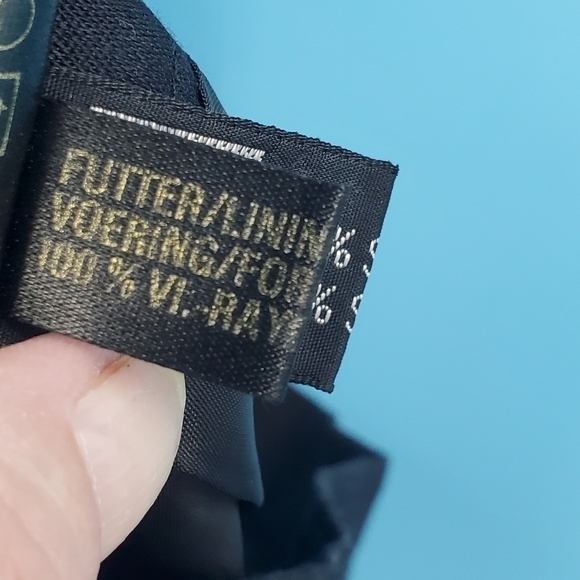 FUTTER/LININ
VOERING/FO
100 % VI.-RAY
%
%